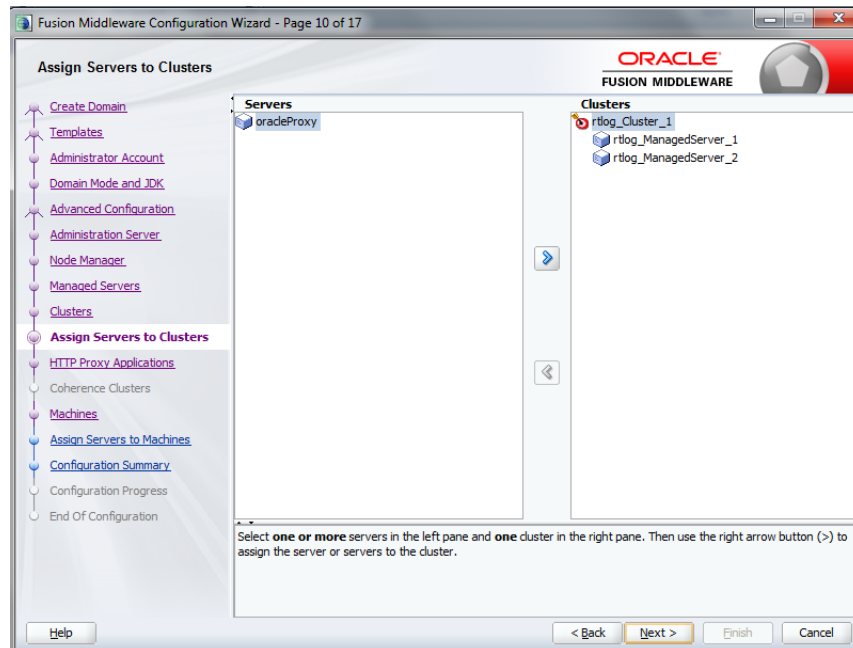 Fusion Middleware Configuration Wizard - Page 10 of 17
Assign Servers to Clusters
ORACLE
FUSION MIDDLEWARE
Create Domain
Templates
Administrator Account
Domain Mode and JDK
Advanced Configuration
Administration Server
Node Manager
Managed Servers
Clusters
Assign Servers to Clusters
HTTP Proxy Applications
Coherence Clusters
Machines
Assign Servers to Machines
Configuration Summary
Configuration Progress
End Of Configuration
Servers
oracleProxy
Clusters
rtlog_Cluster_1
rtlog_ManagedServer_1
rtlog_ManagedServer_2
Select one or more servers in the left pane and one cluster in the right pane. Then use the right arrow button (>) to
assign the server or servers to the cluster.
Help
< Back
Next >
Finish
Cancel